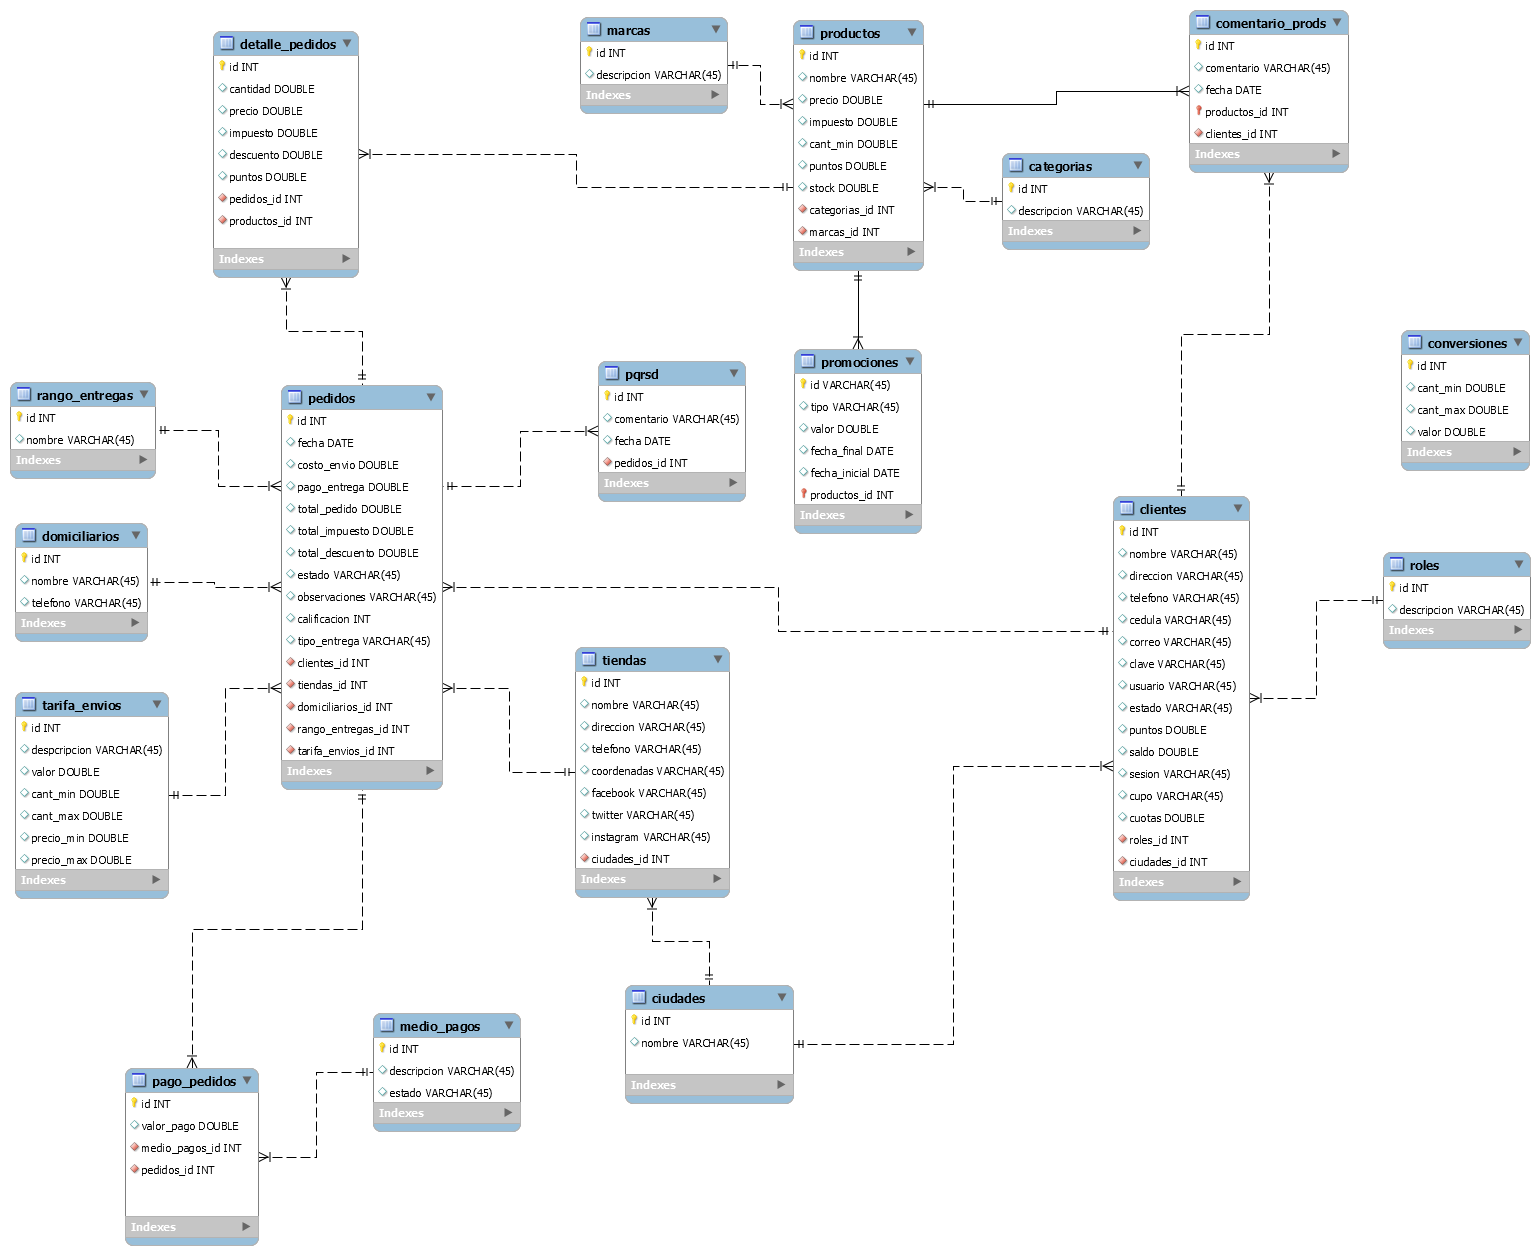 detalle_pedidos
id INT
cantidad DOUBLE
precio DOUBLE
impuesto DOUBLE
descuento DOUBLE
puntos DOUBLE
pedidos_id INT
productos_id INT
Indexes
marcas
id INT
descripcion VARCHAR(45)
Indexes
productos
id INT
nombre VARCHAR(45)
precio DOUBLE
impuesto DOUBLE
cant_min DOUBLE
puntos DOUBLE
stock DOUBLE
categorias_id INT
marcas_id INT
Indexes
comentario_prods
id INT
comentario VARCHAR(45)
fecha DATE
productos_id INT
clientes_id INT
Indexes
categorias
id INT
descripcion VARCHAR(45)
Indexes
rango_entregas
id INT
nombre VARCHAR(45)
Indexes
pedidos
id INT
fecha DATE
costo_envio DOUBLE
pago_entrega DOUBLE
total_pedido DOUBLE
total_impuesto DOUBLE
total_descuento DOUBLE
estado VARCHAR(45)
observaciones VARCHAR(45)
calificacion INT
tipo_entrega VARCHAR(45)
clientes_id INT
tiendas_id INT
domiciliarios_id INT
rango_entregas_id INT
tarifa_envios_id INT
Indexes
pqrsd
id INT
comentario VARCHAR(45)
fecha DATE
pedidos_id INT
Indexes
promociones
id VARCHAR(45)
tipo VARCHAR(45)
valor DOUBLE
fecha_final DATE
fecha_inicial DATE
productos_id INT
Indexes
conversiones
id INT
cant_min DOUBLE
cant_max DOUBLE
valor DOUBLE
Indexes
domiciliarios
id INT
nombre VARCHAR(45)
telefono VARCHAR(45)
Indexes
clientes
id INT
nombre VARCHAR(45)
direccion VARCHAR(45)
telefono VARCHAR(45)
cedula VARCHAR(45)
correo VARCHAR(45)
clave VARCHAR(45)
usuario VARCHAR(45)
estado VARCHAR(45)
puntos DOUBLE
saldo DOUBLE
sesion VARCHAR(45)
cupo VARCHAR(45)
cuotas DOUBLE
roles_id INT
ciudades_id INT
Indexes
roles
id INT
descripcion VARCHAR(45)
Indexes
tarifa_envios
id INT
despcripcion VARCHAR(45)
valor DOUBLE
cant_min DOUBLE
cant_max DOUBLE
precio_min DOUBLE
precio_max DOUBLE
Indexes
tiendas
id INT
nombre VARCHAR(45)
direccion VARCHAR(45)
telefono VARCHAR(45)
coordenadas VARCHAR(45)
facebook VARCHAR(45)
twitter VARCHAR(45)
instagram VARCHAR(45)
ciudades_id INT
Indexes
ciudades
id INT
nombre VARCHAR(45)
Indexes
medio_pagos
id INT
descripcion VARCHAR(45)
estado VARCHAR(45)
Indexes
pago_pedidos
id INT
valor_pago DOUBLE
medio_pagos_id INT
pedidos_id INT
Indexes